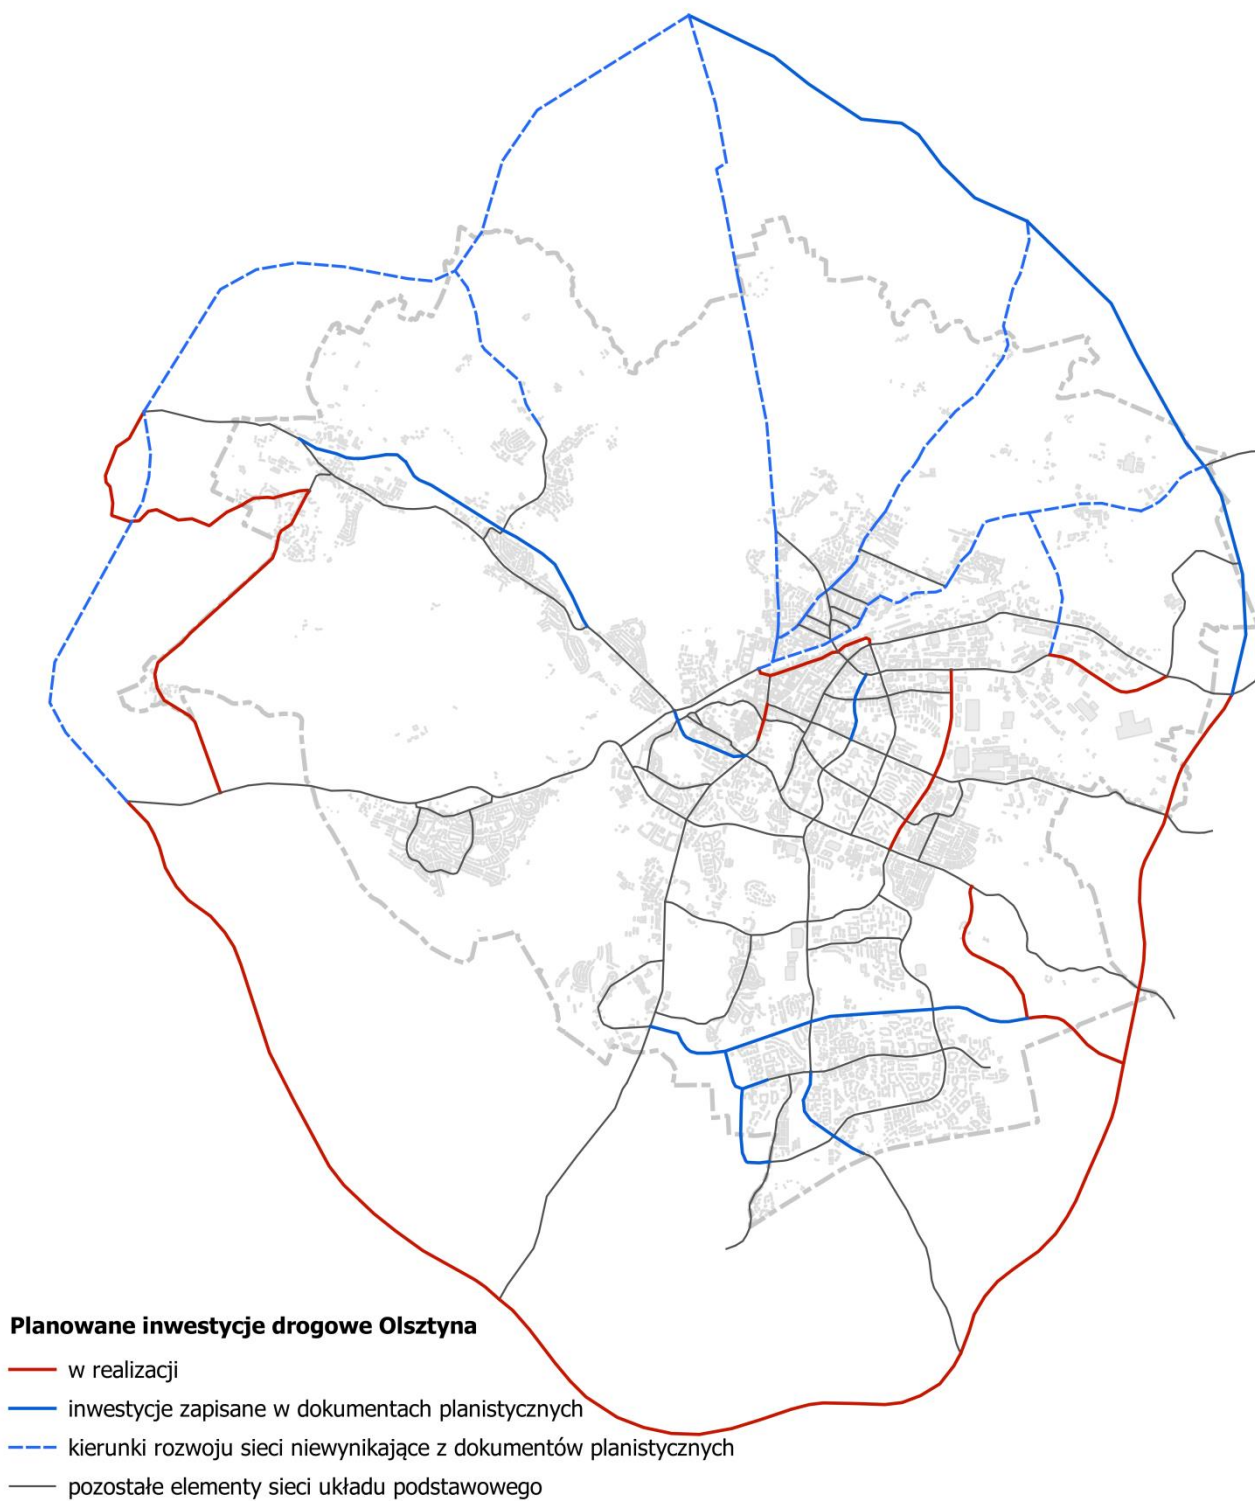 Planowane inwestycje drogowe Olsztyna
w realizacji
inwestycje zapisane w dokumentach planistycznych
kierunki rozwoju sieci niewynikające z dokumentów planistycznych
pozostałe elementy sieci układu podstawowego